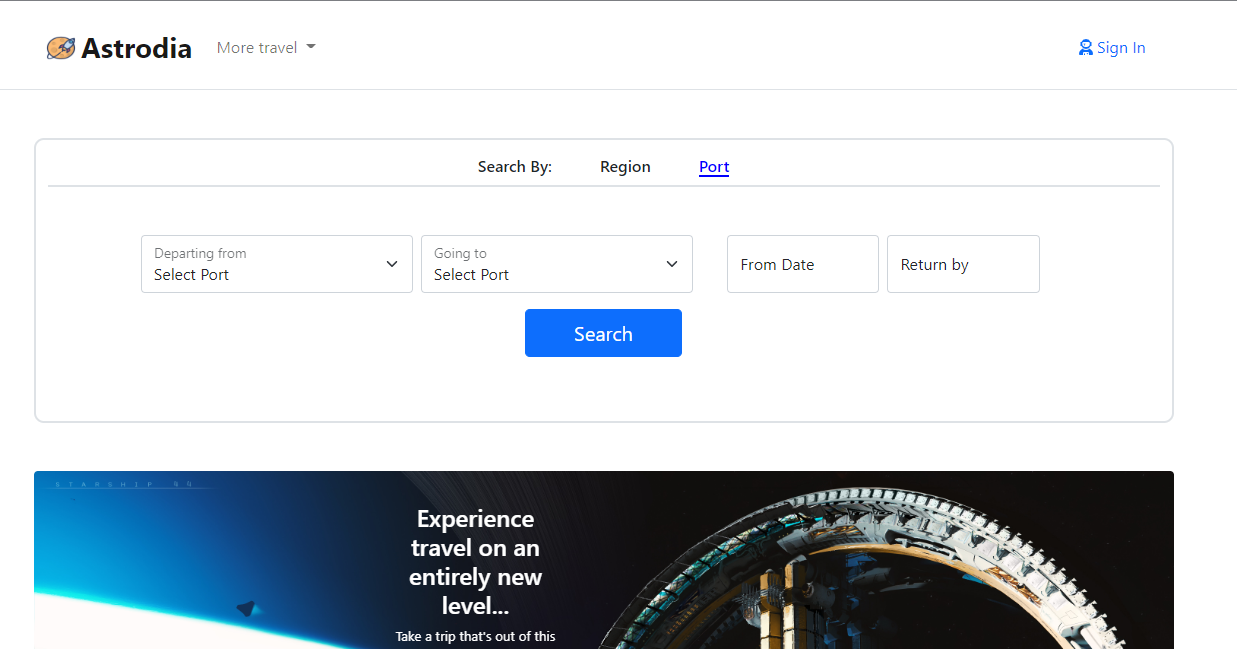 Astrodia More travel Sign In
Search By: Region Port
Departing from
Select Port
Going to
Select Port
From Date
Return by
Search
STARSHIP
Experience
travel on an
entirely new
level...
Take a trip that's out of this